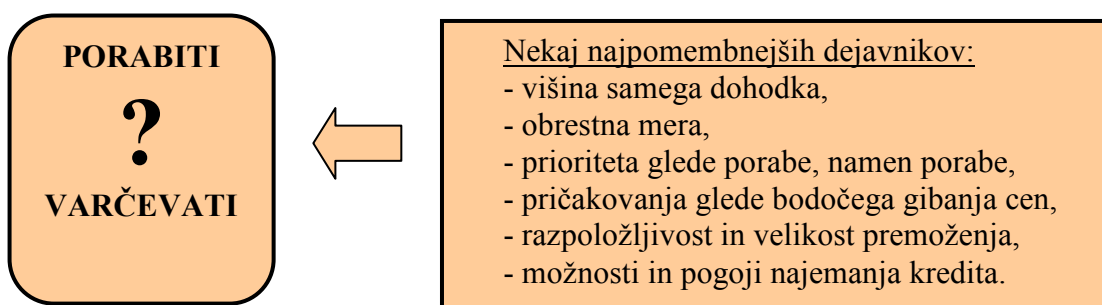 PORABITI
?
VARČEVATI
Nekaj najpomembnejših dejavnikov:
- višina samega dohodka,
- obrestna mera,
- prioriteta glede porabe, namen porabe,
- pričakovanja glede bodočega gibanja cen,
- razpoložljivost in velikost premoženja,
- možnosti in pogoji najemanja kredita.